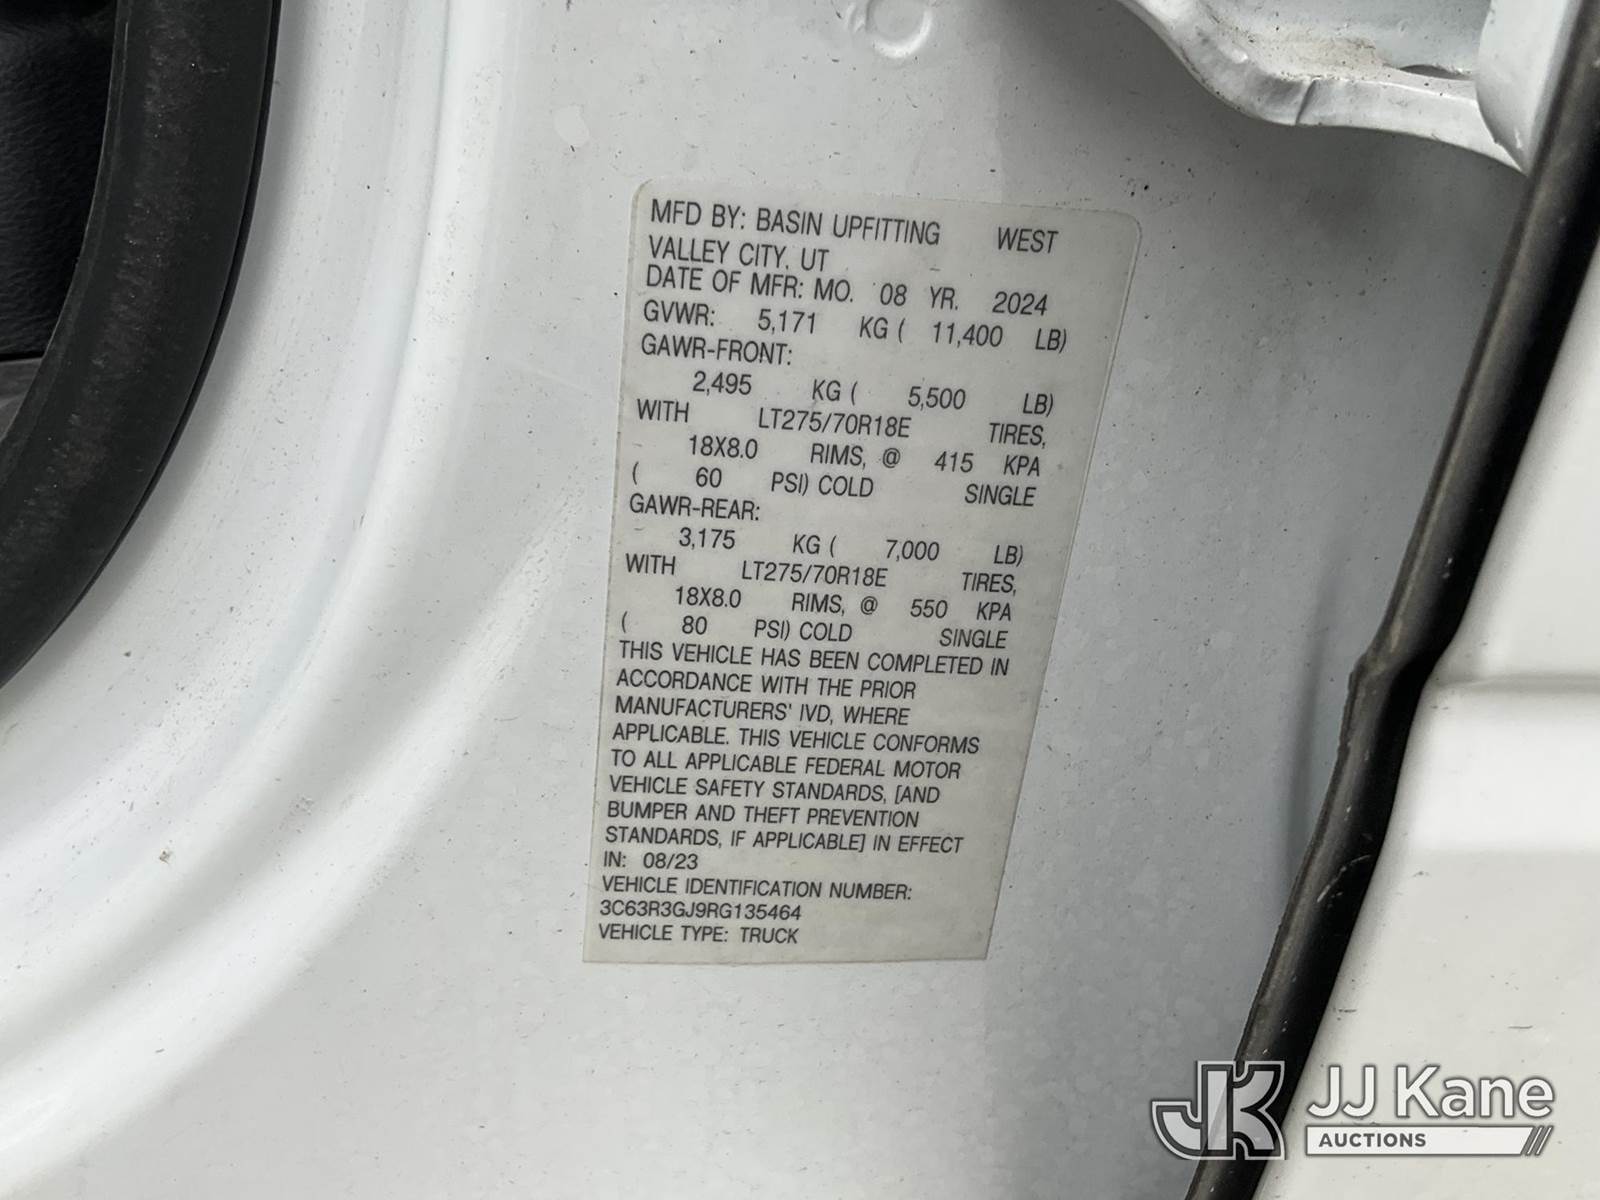 MFD BY: BASIN UPFITTING WEST
VALLEY CITY, UT
DATE OF MFR: MO. 08 YR. 2024
GVWR: 5,171 KG ( 11,400 LB)
GAWR-FRONT:
2,495 KG ( 5,500 LB)
WITH LT275/70R18E TIRES,
18X8.0 RIMS, @ 415 KPA
( 60 PSI) COLD SINGLE
GAWR-REAR:
3,175 KG ( 7,000 LB)
WITH LT275/70R18E TIRES,
18X8.0 RIMS, @ 550 KPA
( 80 PSI) COLD SINGLE
THIS VEHICLE HAS BEEN COMPLETED IN
ACCORDANCE WITH THE PRIOR
MANUFACTURERS' IVD, WHERE
APPLICABLE. THIS VEHICLE CONFORMS
TO ALL APPLICABLE FEDERAL MOTOR
VEHICLE SAFETY STANDARDS, [AND
BUMPER AND THEFT PREVENTION
STANDARDS, IF APPLICABLE] IN EFFECT
IN: 08/23
VEHICLE IDENTIFICATION NUMBER:
3C63R3GJ9RG135464
VEHICLE TYPE: TRUCK
JK JJ Kane
AUCTIONS